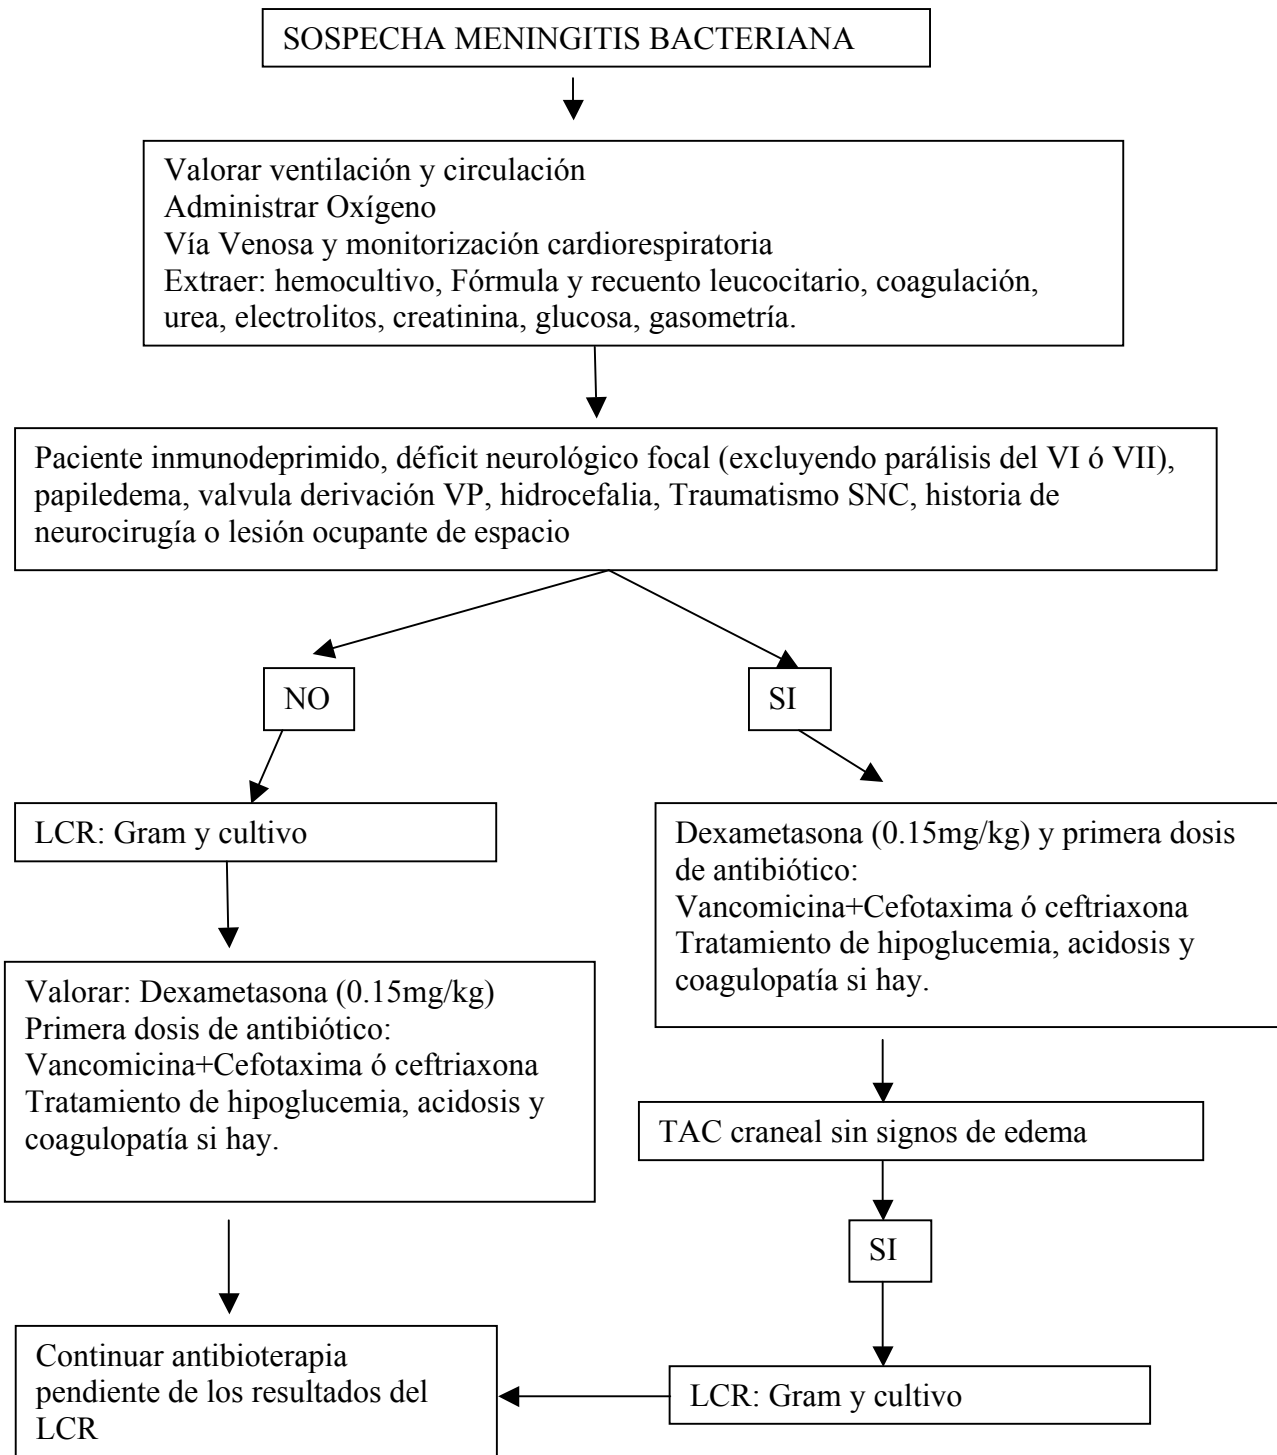 SOSPECHA MENINGITIS BACTERIANA
Valorar ventilación y circulación
Administrar Oxígeno
Vía Venosa y monitorización cardiorespiratoria
Extraer: hemocultivo, Fórmula y recuento leucocitario, coagulación,
urea, electrolitos, creatinina, glucosa, gasometría.
Paciente inmunodeprimido, déficit neurológico focal (excluyendo parálisis del VI ó VII),
papiledema, valvula derivación VP, hidrocefalia, Traumatismo SNC, historia de
neurocirugía o lesión ocupante de espacio
NO
SI
LCR: Gram y cultivo
Valorar: Dexametasona (0.15mg/kg)
Primera dosis de antibiótico:
Vancomicina+Cefotaxima ó ceftriaxona
Tratamiento de hipoglucemia, acidosis y
coagulopatía si hay.
Dexametasona (0.15mg/kg) y primera dosis
de antibiótico:
Vancomicina+Cefotaxima ó ceftriaxona
Tratamiento de hipoglucemia, acidosis y
coagulopatía si hay.
TAC craneal sin signos de edema
SI
LCR: Gram y cultivo
Continuar antibioterapia
pendiente de los resultados del
LCR